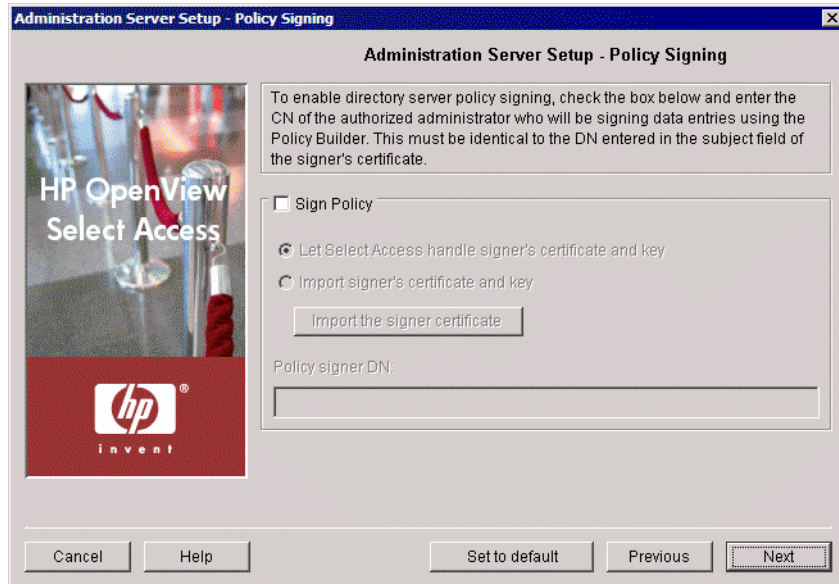 Administration Server Setup - Policy Signing
Administration Server Setup - Policy Signing
To enable directory server policy signing, check the box below and enter the
CN of the authorized administrator who will be signing data entries using the
Policy Builder. This must be identical to the DN entered in the subject field of
the signer's certificate.
HP OpenView
Select Access
Sign Policy
Let Select Access handle signer's certificate and key
Import signer's certificate and key
Import the signer certificate
Policy signer DN:
hp
®
invent
Cancel
Help
Set to default
Previous
Next